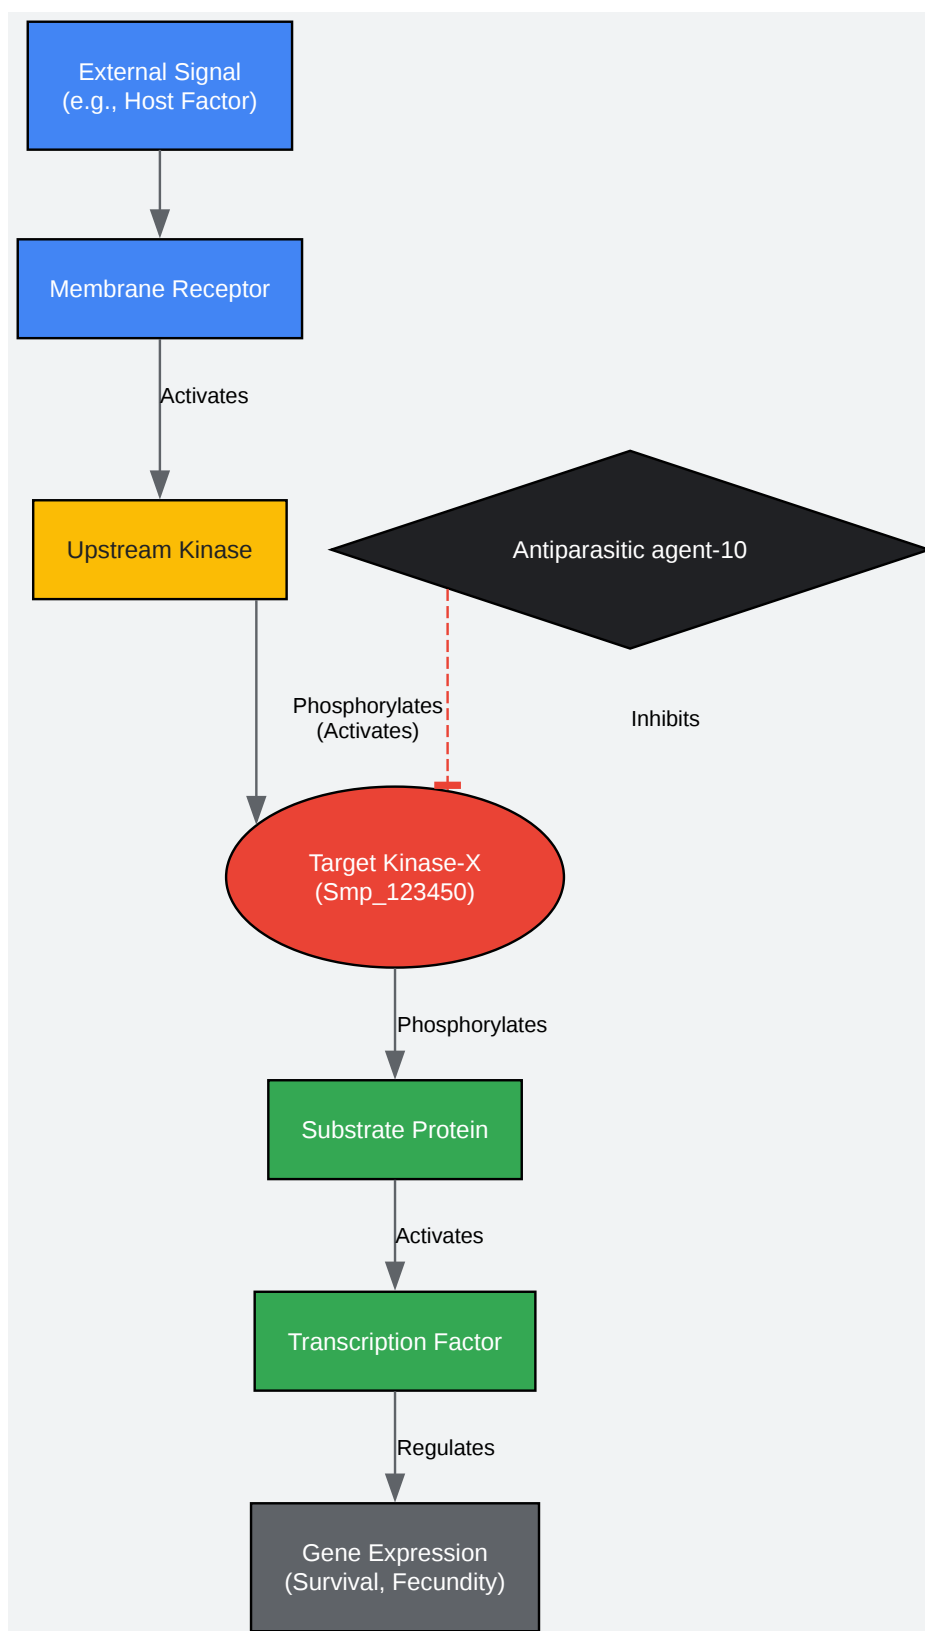 External Signal
(e.g., Host Factor)
Membrane Receptor
Activates
Upstream Kinase
Antiparasitic agent-10
Phosphorylates
(Activates)
Inhibits
Target Kinase-X
(Smp_123450)
Phosphorylates
Substrate Protein
Activates
Transcription Factor
Regulates
Gene Expression
(Survival, Fecundity)